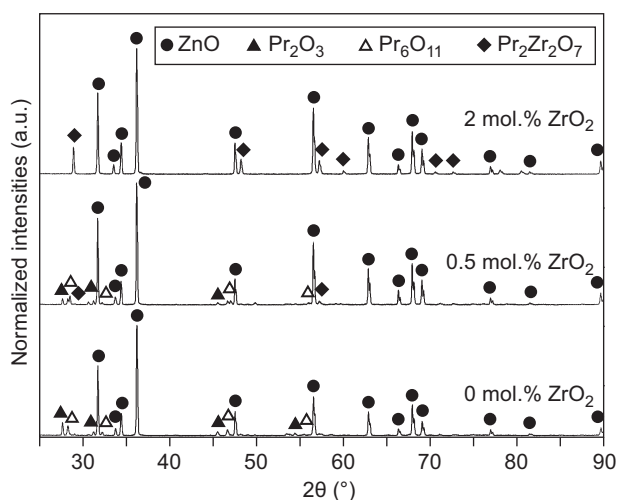 ZnO Pr₂O₃ Pr₆O₁₁ Pr₂Zr₂O₇
2 mol.% ZrO₂
0.5 mol.% ZrO₂
0 mol.% ZrO₂
Normalized intensities (a.u.)
30 40 50 60 70 80 90
2θ (°)